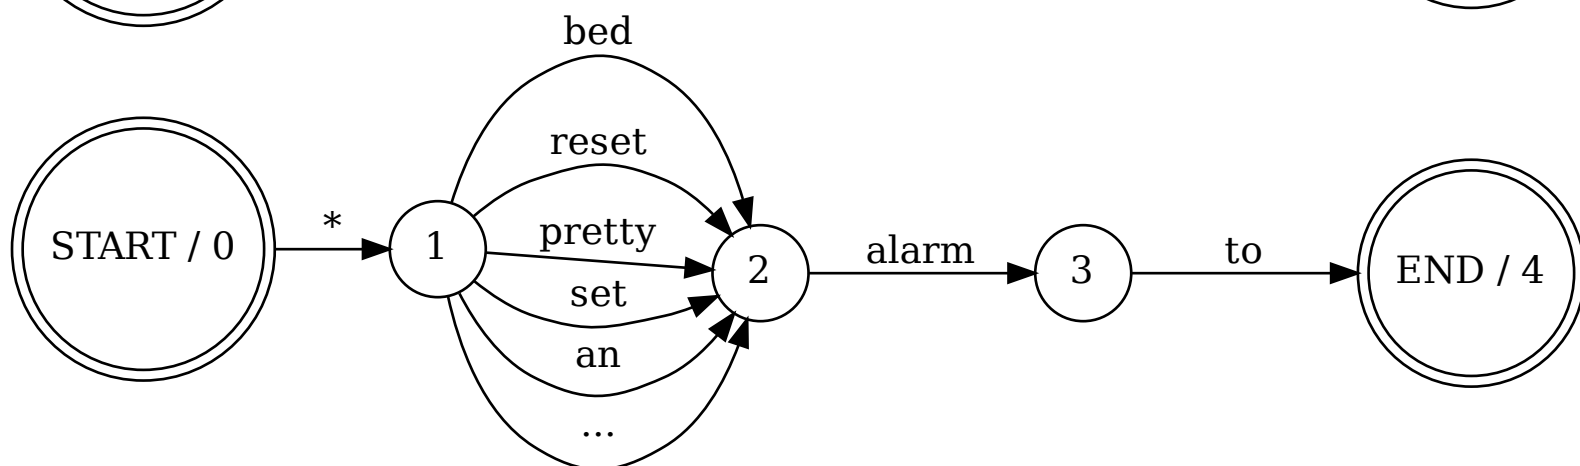 bed
reset
START / 0 * 1 pretty 2 alarm 3 to END / 4
set
an
...